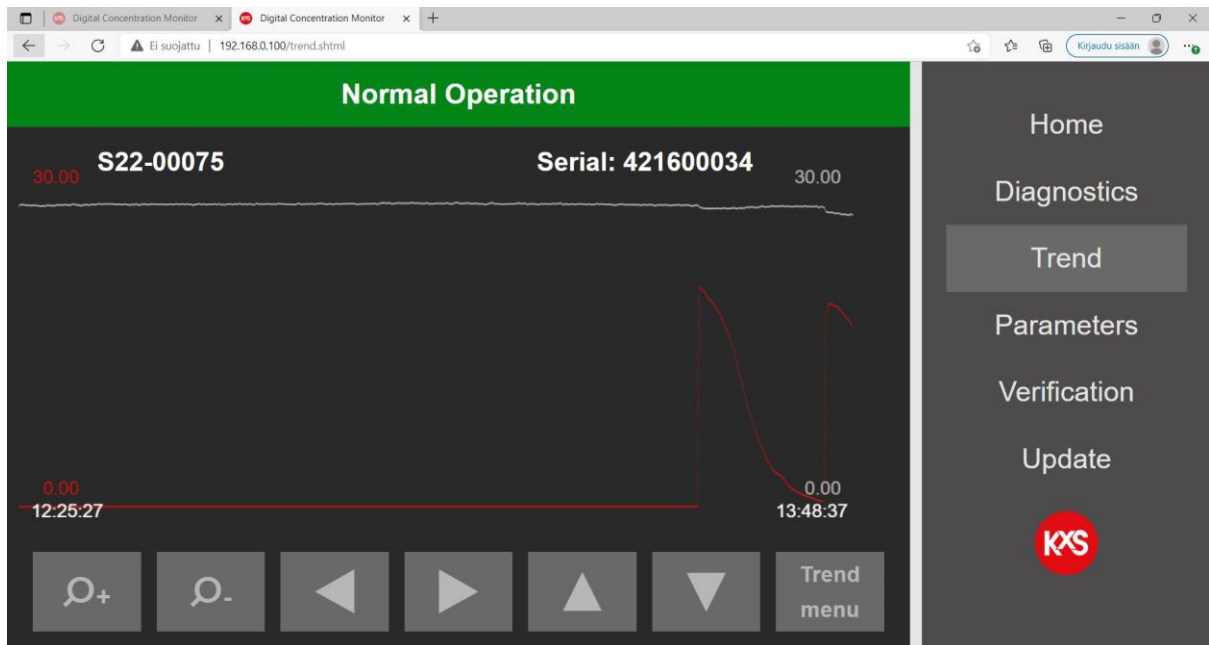 Digital Concentration Monitor
Digital Concentration Monitor
Ei suojattu | 192.168.0.100/trend.shtml
Kirjaudu sisään
Normal Operation
S22-00075
Serial: 421600034
30.00
30.00
0.00
0.00
12:25:27
13:48:37
+
-
Trend
menu
Home
Diagnostics
Trend
Parameters
Verification
Update
KXS